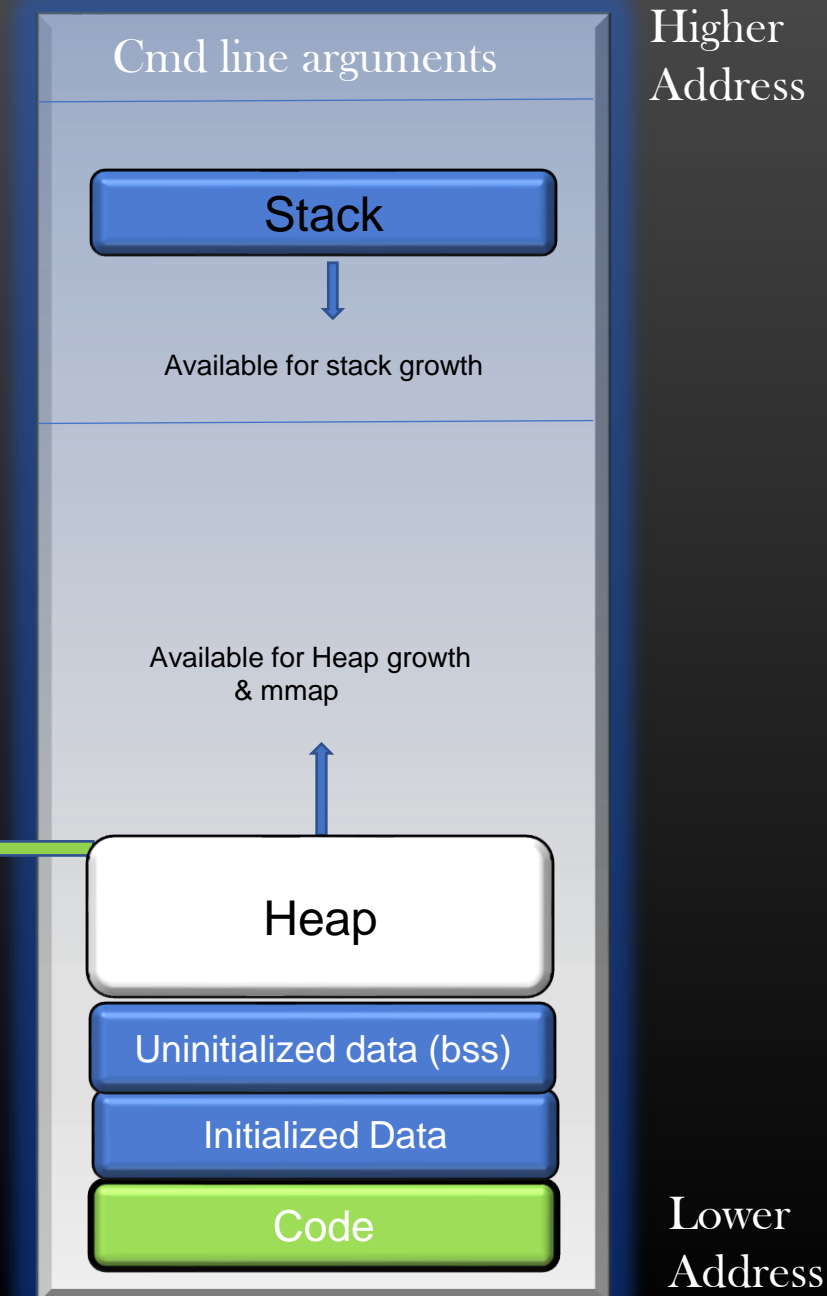 Higher
Address
Cmd line arguments
Stack
Available for stack growth
Available for Heap growth
& mmap
Heap
Uninitialized data (bss)
Initialized Data
Code
Lower
Address